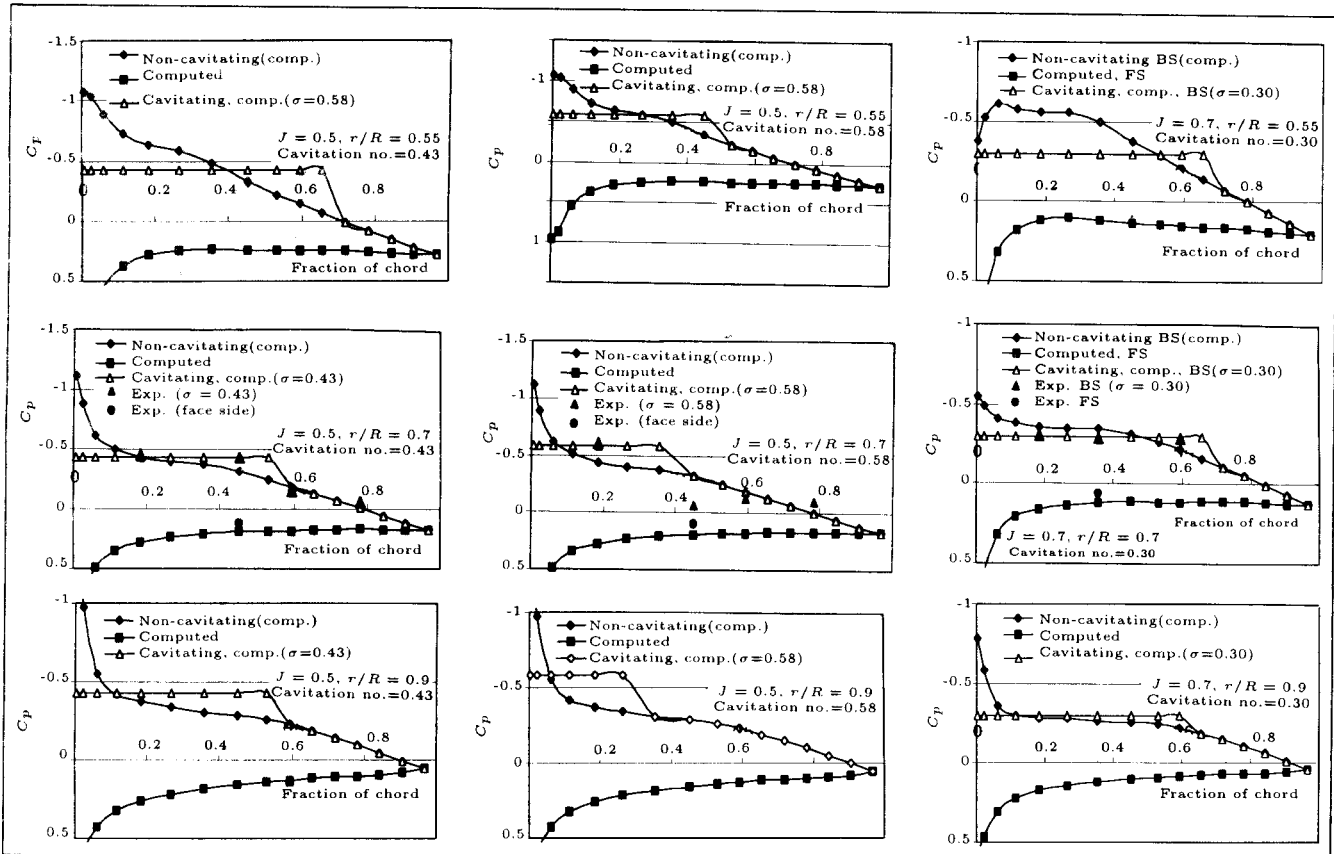 -1.5
-1
-0.5
0
0.5
C_p
Non-cavitating(comp.)
Computed
Cavitating, comp.(σ=0.58)
J = 0.5, r/R = 0.55
Cavitation no.=0.43
0 0.2 0.4 0.6 0.8
Fraction of chord
-1
0
1
C_p
Non-cavitating(comp.)
Computed
Cavitating, comp.(σ=0.58)
J = 0.5, r/R = 0.55
Cavitation no.=0.58
0.2 0.4 0.6 0.8
Fraction of chord
-1
-0.5
0
0.5
C_p
Non-cavitating BS(comp.)
Computed, FS
Cavitating, comp., BS(σ=0.30)
J = 0.7, r/R = 0.55
Cavitation no.=0.30
0 0.2 0.4 0.6 0.8
Fraction of chord
-1.5
-1
-0.5
0
0.5
C_p
Non-cavitating(comp.)
Computed
Cavitating, comp.(σ=0.43)
Exp. (σ = 0.43)
Exp. (face side)
J = 0.5, r/R = 0.7
Cavitation no.=0.43
0 0.2 0.4 0.6 0.8
Fraction of chord
-1.5
-1
-0.5
0
0.5
C_p
Non-cavitating(comp.)
Computed
Cavitating, comp.(σ=0.58)
Exp. (σ = 0.58)
Exp. (face side)
J = 0.5, r/R = 0.7
Cavitation no.=0.58
0.2 0.4 0.6 0.8
Fraction of chord
-1
-0.5
0
0.5
C_p
Non-cavitating BS(comp.)
Computed, FS
Cavitating, comp., BS(σ=0.30)
Exp. BS (σ = 0.30)
Exp. FS
0 0.2 0.4 0.6 0.8
Fraction of chord
J = 0.7, r/R = 0.7
Cavitation no.=0.30
-1
-0.5
0
0.5
C_p
Non-cavitating(comp.)
Computed
Cavitating, comp.(σ=0.43)
J = 0.5, r/R = 0.9
Cavitation no.=0.43
0.2 0.4 0.6 0.8
Fraction of chord
-1
-0.5
0
0.5
C_p
Non-cavitating(comp.)
Computed
Cavitating, comp.(σ=0.58)
J = 0.5, r/R = 0.9
Cavitation no.=0.58
0.2 0.4 0.6 0.8
Fraction of chord
-1
-0.5
0
0.5
C_p
Non-cavitating(comp.)
Computed
Cavitating, comp.(σ=0.30)
J = 0.7, r/R = 0.9
Cavitation no.=0.30
0 0.2 0.4 0.6 0.8
Fraction of chord